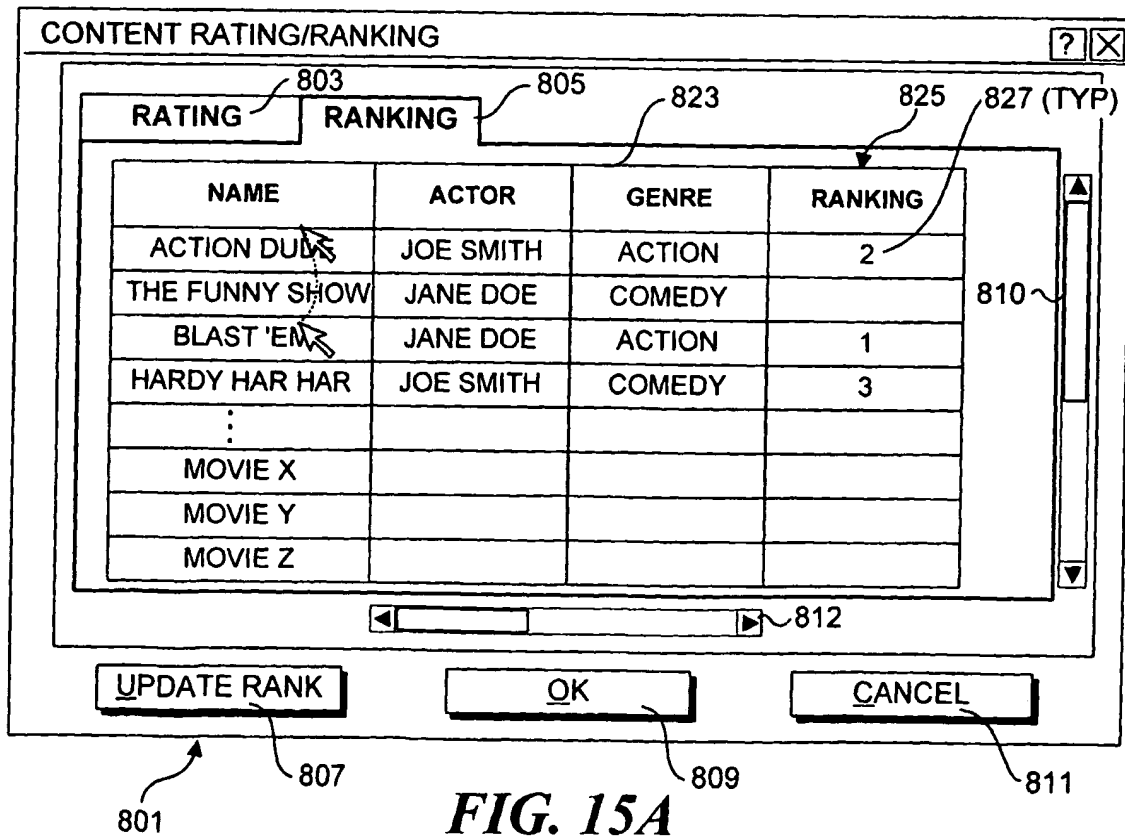 CONTENT RATING/RANKING ? X
803 805 823 825 827 (TYP)
RATING RANKING
NAME ACTOR GENRE RANKING
ACTION DUDE JOE SMITH ACTION 2
THE FUNNY SHOW JANE DOE COMEDY
810
BLAST 'EM JANE DOE ACTION 1
HARDY HAR HAR JOE SMITH COMEDY 3
⋮
MOVIE X
MOVIE Y
MOVIE Z
812
UPDATE RANK OK CANCEL
807 809 811
801 FIG. 15A